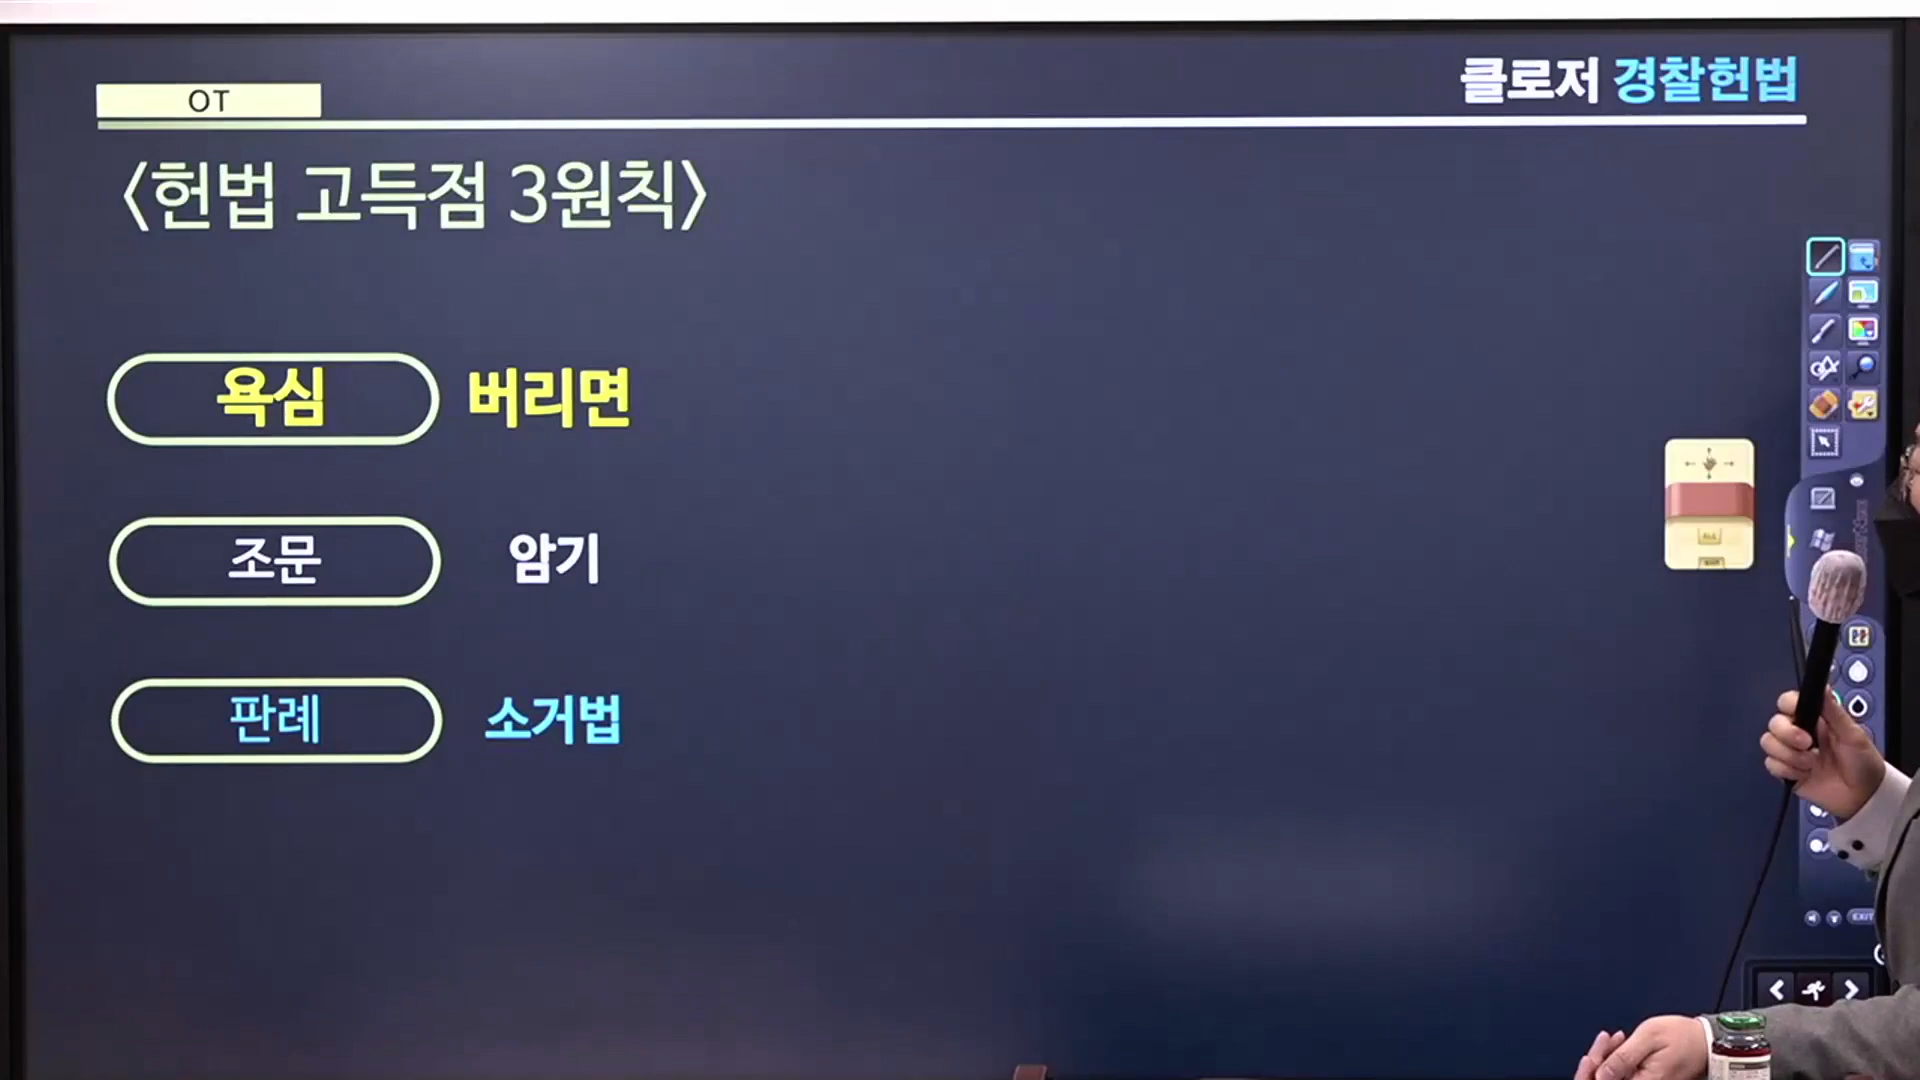 OT
클로저 경찰헌법
〈헌법 고득점 3원칙〉
욕심 버리면
조문 암기
판례 소거법
EXIT